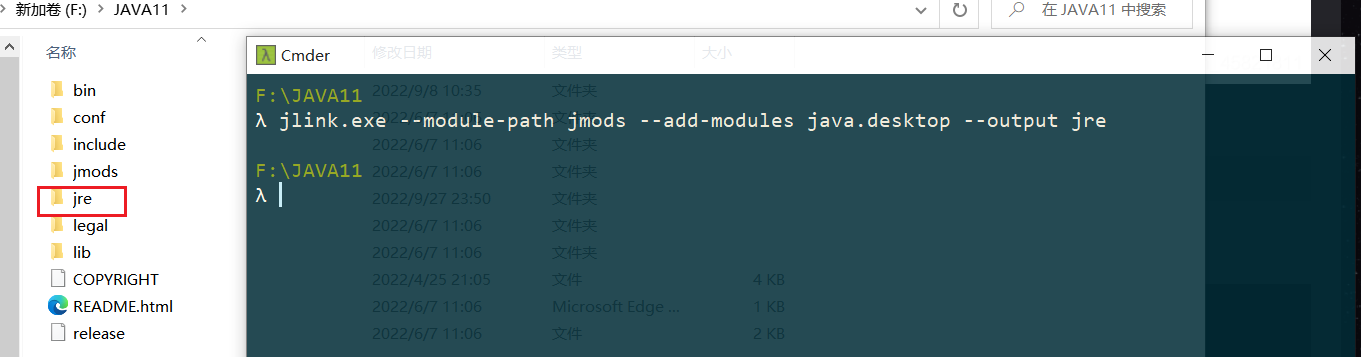 新加卷 (F:) > JAVA11 >
在 JAVA11 中搜索
名称 修改日期 类型 大小
Cmder
bin 2022/9/8 10:35 文件夹
conf
include 2022/6/7 11:06 文件夹
jmods 2022/6/7 11:06 文件夹
jre 2022/9/27 23:50 文件夹
legal 2022/6/7 11:06 文件夹
lib 2022/6/7 11:06 文件夹
COPYRIGHT 2022/4/25 21:05 文件 4 KB
README.html 2022/6/7 11:06 Microsoft Edge ... 1 KB
release 2022/6/7 11:06 文件 2 KB
F:\JAVA11
λ jlink.exe --module-path jmods --add-modules java.desktop --output jre
F:\JAVA11
λ